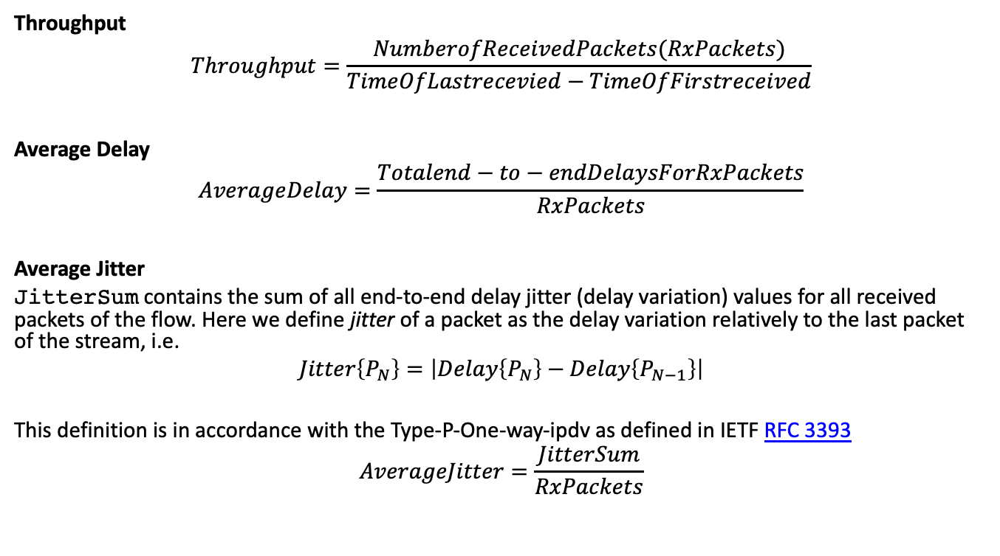 Throughput
Throughput = NumberofReceivedPackets(RxPackets) / TimeOfLastrecevied − TimeOfFirstreceived
Average Delay
AverageDelay = Totalend − to − endDelaysForRxPackets / RxPackets
Average Jitter
JitterSum contains the sum of all end-to-end delay jitter (delay variation) values for all received
packets of the flow. Here we define jitter of a packet as the delay variation relatively to the last packet
of the stream, i.e.
Jitter{P_N} = |Delay{P_N} − Delay{P_{N−1}}|
This definition is in accordance with the Type-P-One-way-ipdv as defined in IETF RFC 3393
AverageJitter = JitterSum / RxPackets